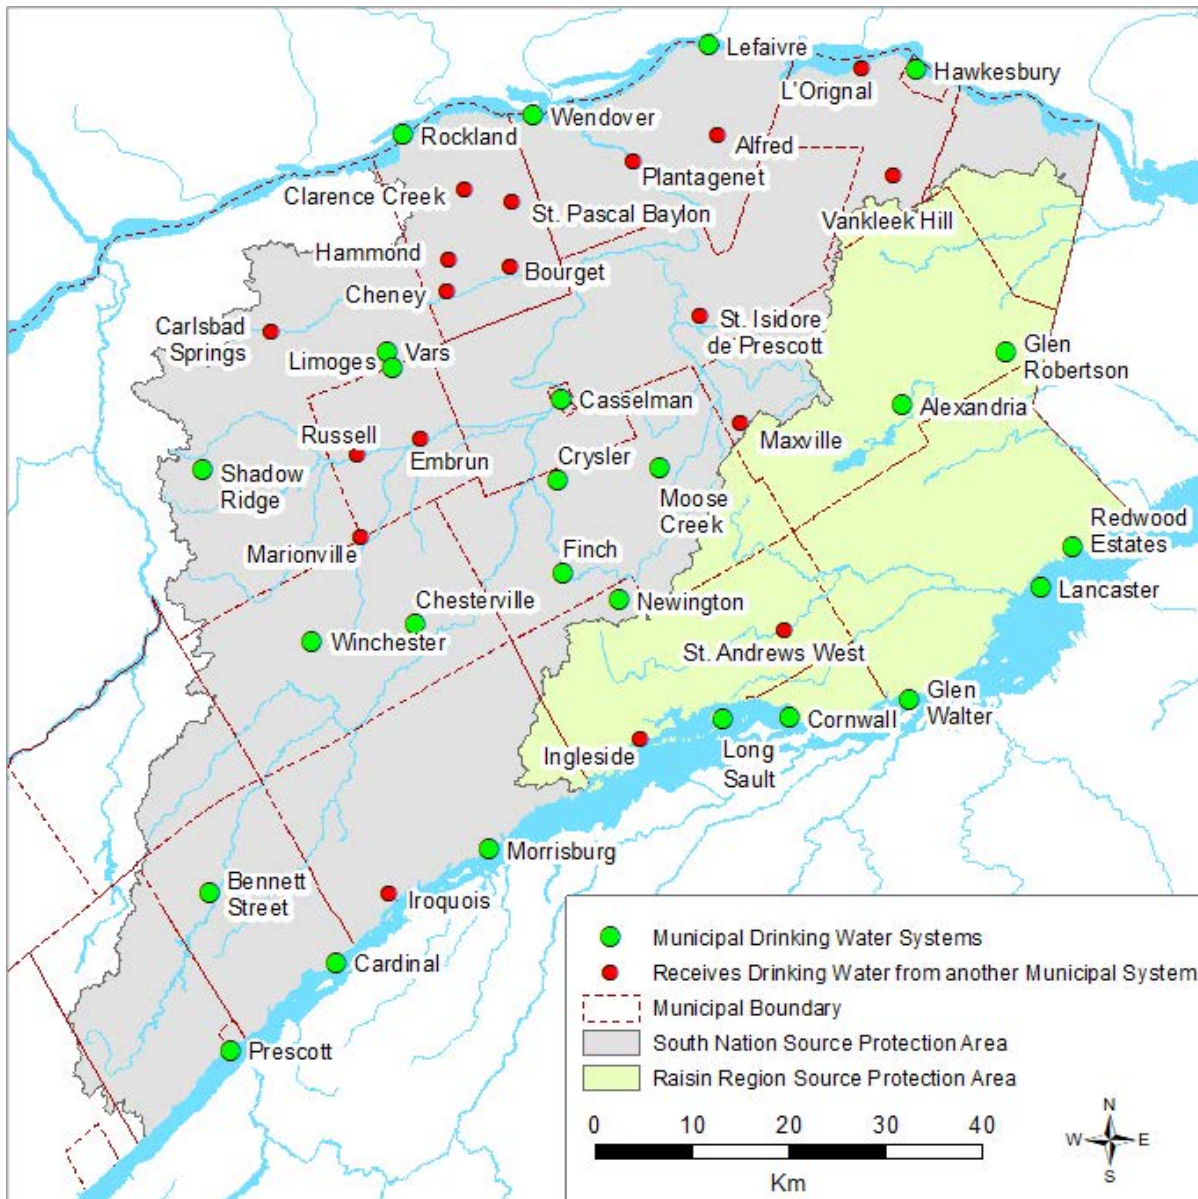 Lefaivre
L'Orignal
Hawkesbury
Wendover
Rockland
Alfred
Plantagenet
Clarence Creek
St. Pascal Baylon
Vankleek Hill
Hammond
Bourget
Cheney
Carlsbad
Springs
St. Isidore
de Prescott
Vars
Limoges
Glen
Robertson
Casselman
Alexandria
Russell
Embrun
Maxville
Crysler
Shadow
Ridge
Moose
Creek
Marionville
Redwood
Estates
Finch
Lancaster
Chesterville
Newington
Winchester
St. Andrews West
Glen
Walter
Cornwall
Ingleside
Long
Sault
Morrisburg
Bennett
Street
Iroquois
Cardinal
Prescott
Municipal Drinking Water Systems
Receives Drinking Water from another Municipal System
Municipal Boundary
South Nation Source Protection Area
Raisin Region Source Protection Area
0 10 20 30 40
Km
N
W E
S